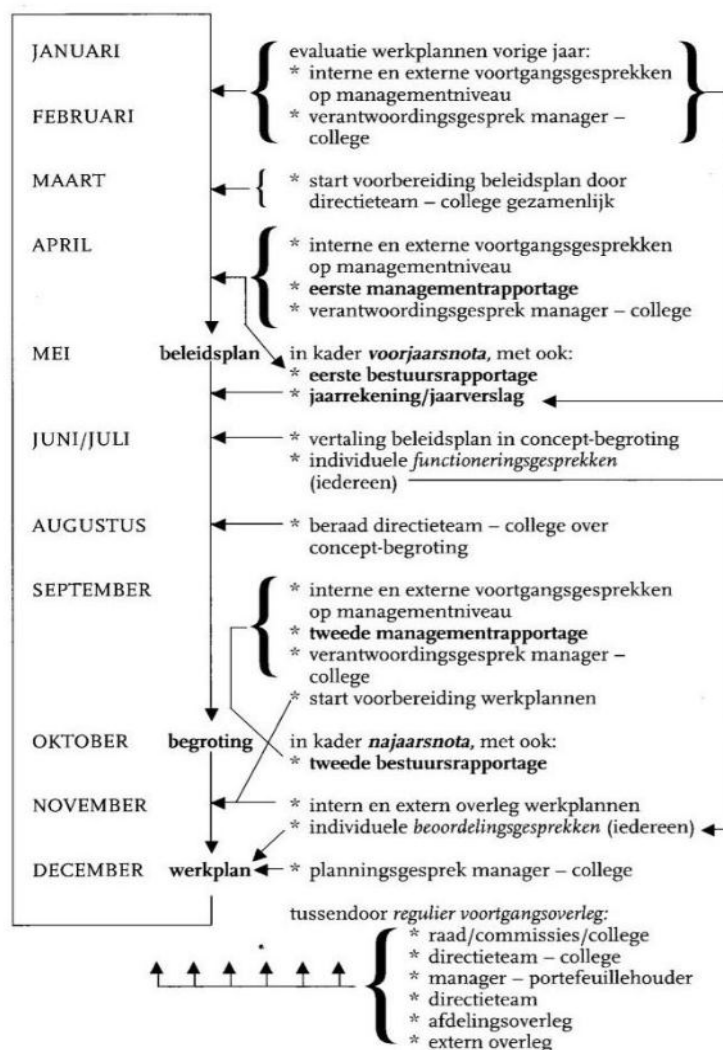 JANUARI
evaluatie werkplannen vorige jaar:
* interne en externe voortgangsgesprekken
op managementniveau
FEBRUARI
* verantwoordingsgesprek manager –
college
MAART
* start voorbereiding beleidsplan door
directieteam – college gezamenlijk
APRIL
* interne en externe voortgangsgesprekken
op managementniveau
* eerste managementrapportage
* verantwoordingsgesprek manager – college
MEI beleidsplan in kader voorjaarsnota, met ook:
* eerste bestuursrapportage
* jaarrekening/jaarverslag
JUNI/JULI * vertaling beleidsplan in concept-begroting
* individuele functioneringsgesprekken
(iedereen)
AUGUSTUS * beraad directieteam – college over
concept-begroting
SEPTEMBER * interne en externe voortgangsgesprekken
op managementniveau
* tweede managementrapportage
* verantwoordingsgesprek manager –
college
* start voorbereiding werkplannen
OKTOBER begroting in kader najaarsnota, met ook:
* tweede bestuursrapportage
NOVEMBER * intern en extern overleg werkplannen
* individuele beoordelingsgesprekken (iedereen)
DECEMBER werkplan * planningsgesprek manager – college
tussendoor regulier voortgangsoverleg:
* raad/commissies/college
* directieteam – college
* manager – portefeuillehouder
* directieteam
* afdelingsoverleg
* extern overleg